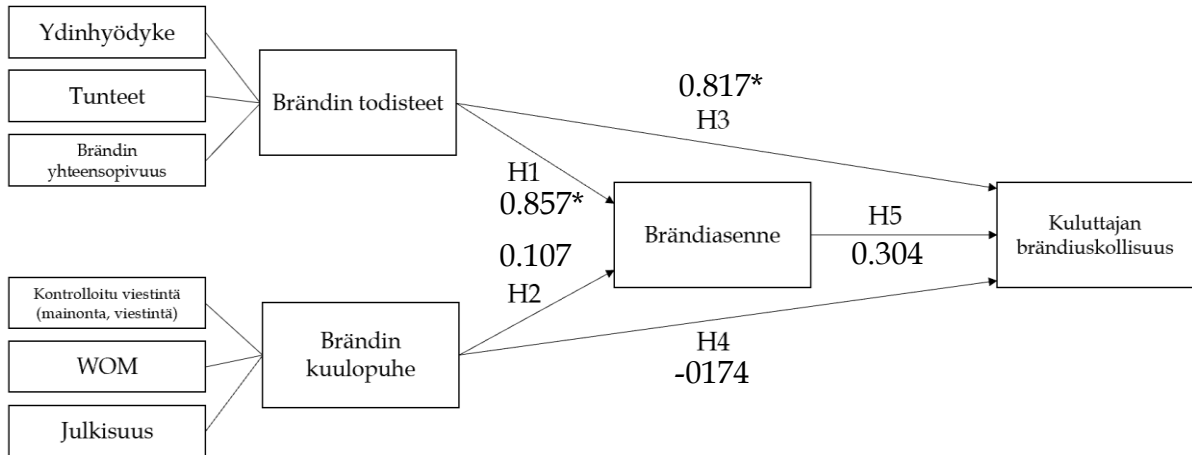 Ydinhyödyke
Tunteet
Brändin
yhteensopivuus
Brändin todisteet
0.817*
H3
H1
0.857*
0.107
H2
Brändiasenne
H5
0.304
Kuluttajan
brändiuskollisuus
Kontrolloitu viestintä
(mainonta, viestintä)
WOM
Julkisuus
Brändin
kuulopuhe
H4
-0174